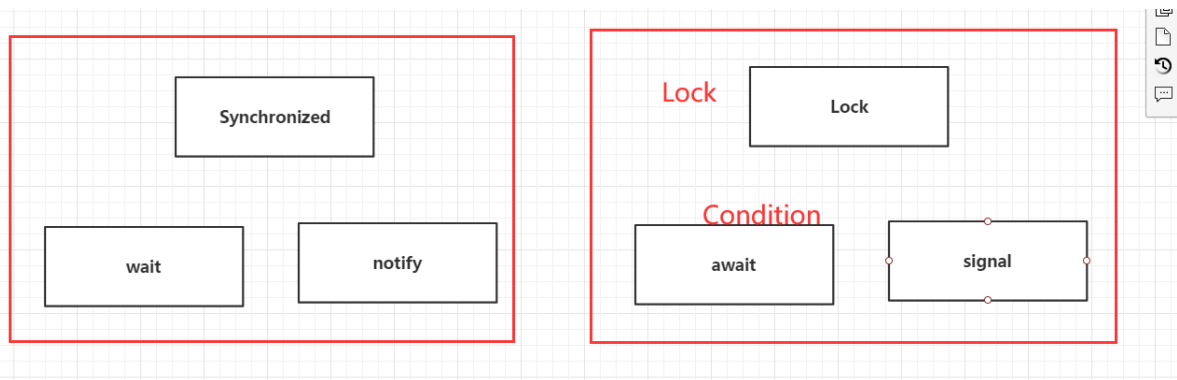 Synchronized
wait
notify
Lock
Lock
Condition
await
signal